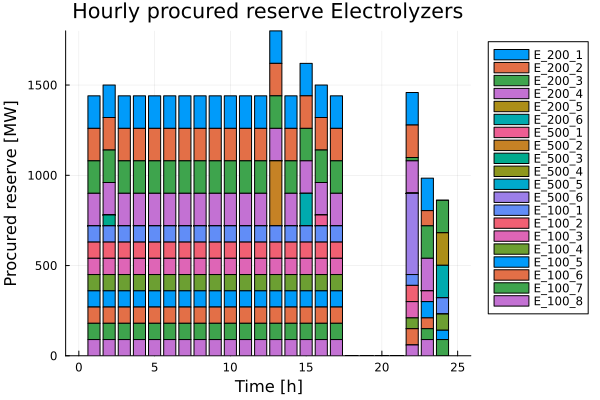 Hourly procured reserve Electrolyzers
Procured reserve [MW]
1500
1000
500
0
0 5 10 15 20 25
Time [h]
E_200_1
E_200_2
E_200_3
E_200_4
E_200_5
E_200_6
E_500_1
E_500_2
E_500_3
E_500_4
E_500_5
E_500_6
E_100_1
E_100_2
E_100_3
E_100_4
E_100_5
E_100_6
E_100_7
E_100_8